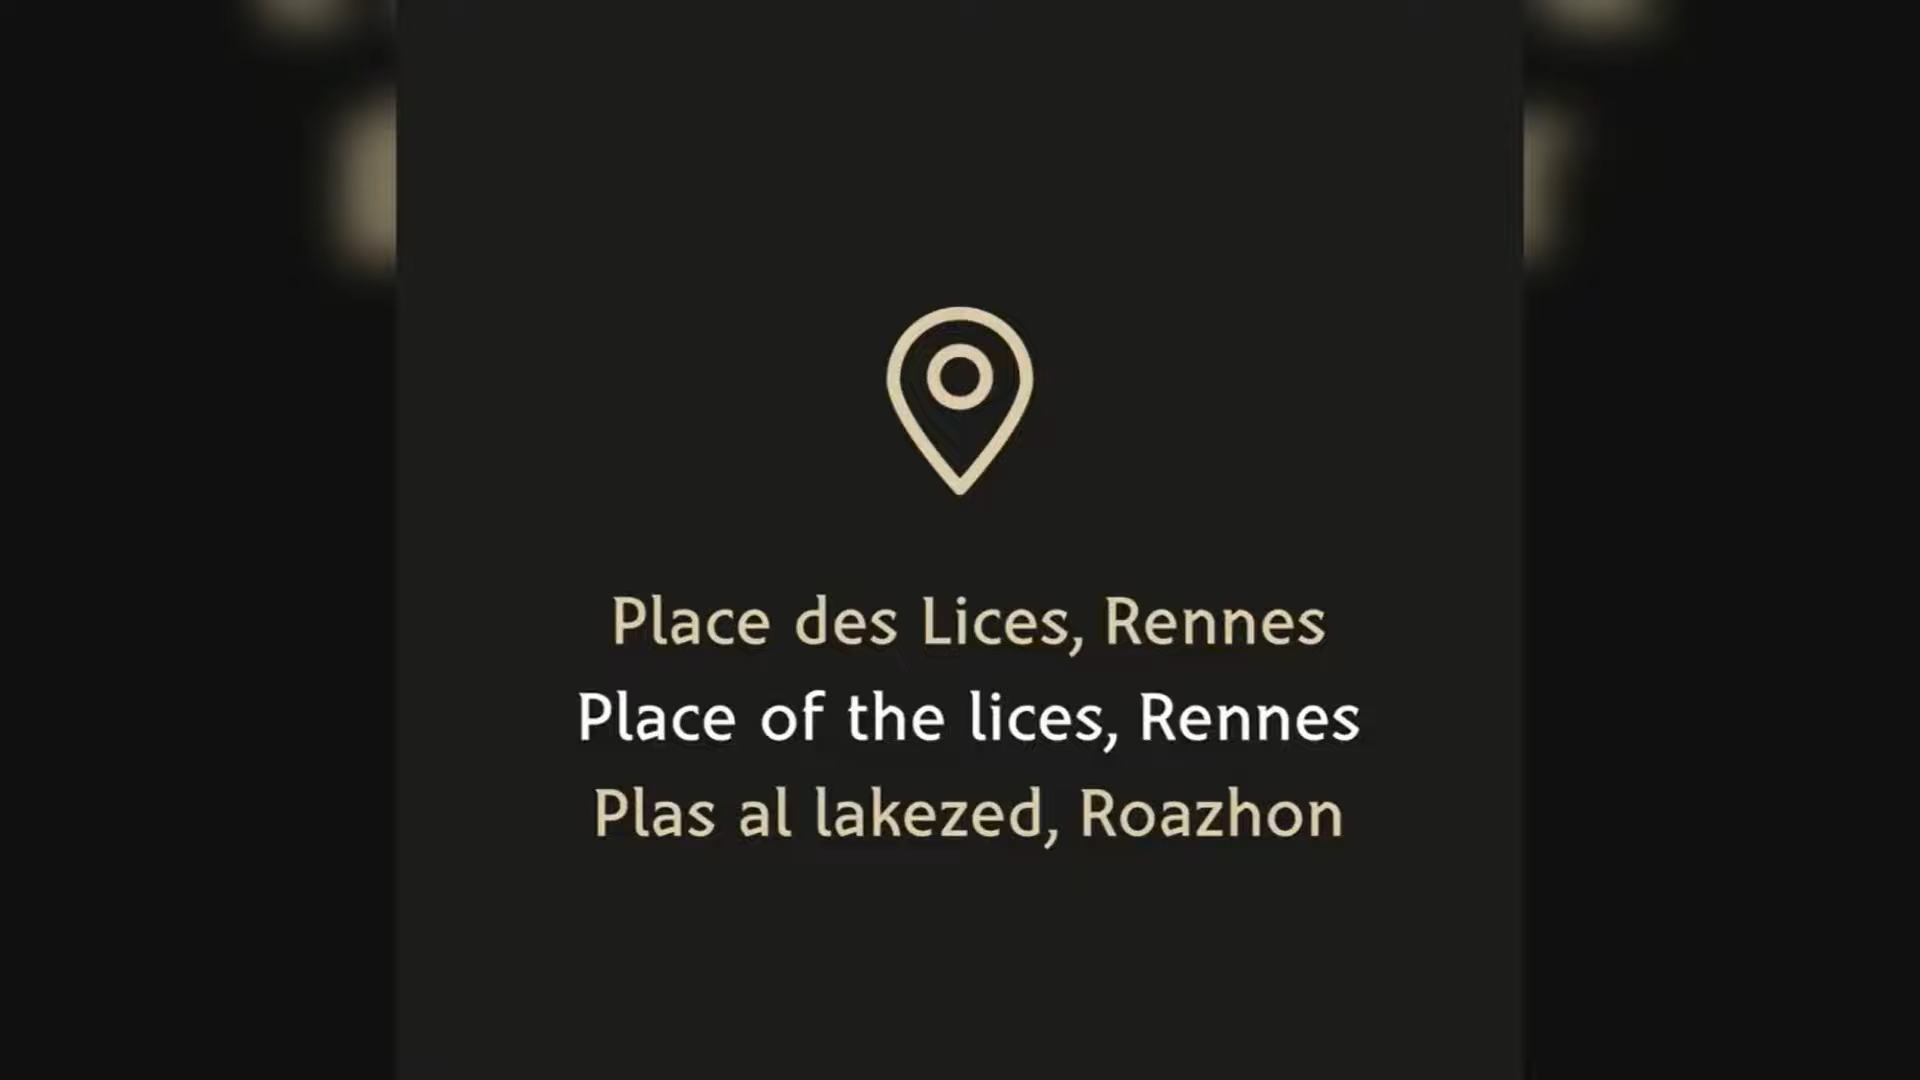 Place des Lices, Rennes
Place of the lices, Rennes
Plas al lakezed, Roazhon